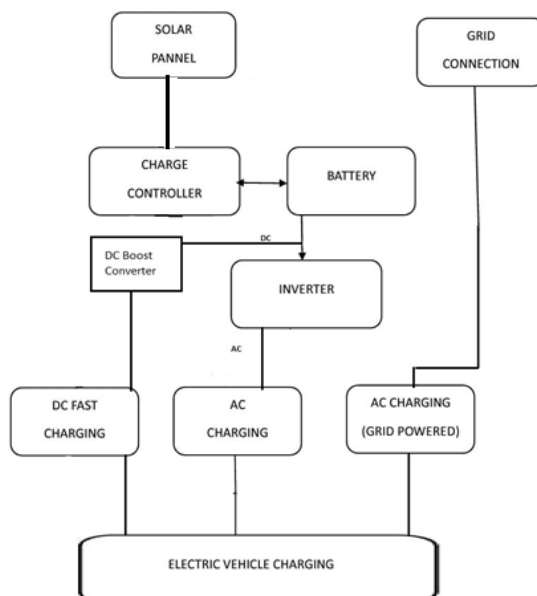 SOLAR
PANNEL
GRID
CONNECTION
CHARGE
CONTROLLER
BATTERY
DC
DC Boost
Converter
INVERTER
AC
DC FAST
CHARGING
AC
CHARGING
AC CHARGING
(GRID POWERED)
ELECTRIC VEHICLE CHARGING